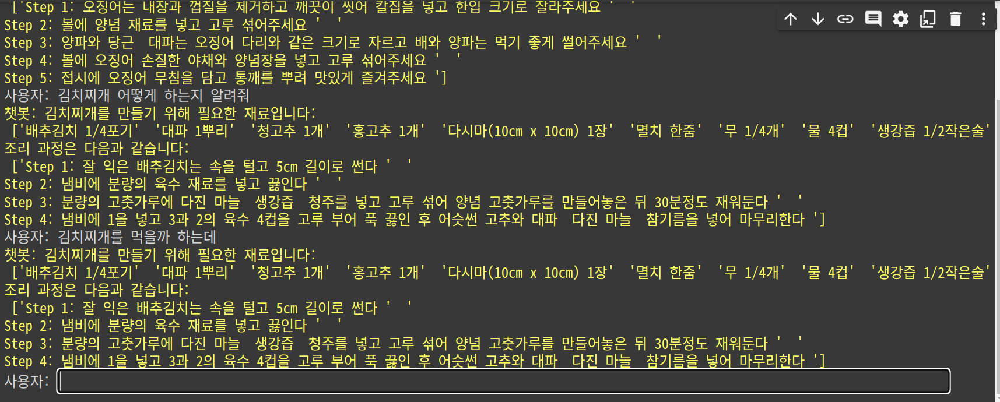 ['Step 1: 오징어는 내장과 껍질을 제거하고 깨끗이 씻어 칼집을 넣고 한입 크기로 잘라주세요 '  '
Step 2: 볼에 양념 재료를 넣고 고루 섞어주세요 '  '
Step 3: 양파와 당근  대파는 오징어 다리와 같은 크기로 자르고 배와 양파는 먹기 좋게 썰어주세요 '  '
Step 4: 볼에 오징어 손질한 야채와 양념장을 넣고 고루 섞어주세요 '  '
Step 5: 접시에 오징어 무침을 담고 통깨를 뿌려 맛있게 즐겨주세요 ']
사용자: 김치찌개 어떻게 하는지 알려줘
챗봇: 김치찌개를 만들기 위해 필요한 재료입니다:
['배추김치 1/4포기'  '대파 1뿌리'  '청고추 1개'  '홍고추 1개'  '다시마(10cm x 10cm) 1장'  '멸치 한줌'  '무 1/4개'  '물 4컵'  '생강즙 1/2작은술'
조리 과정은 다음과 같습니다:
['Step 1: 잘 익은 배추김치는 속을 털고 5cm 길이로 썬다 '  '
Step 2: 냄비에 분량의 육수 재료를 넣고 끓인다 '  '
Step 3: 분량의 고춧가루에 다진 마늘  생강즙  청주를 넣고 고루 섞어 양념 고춧가루를 만들어놓은 뒤 30분정도 재워둔다 '  '
Step 4: 냄비에 1을 넣고 3과 2의 육수 4컵을 고루 부어 푹 끓인 후 어슷썬 고추와 대파  다진 마늘  참기름을 넣어 마무리한다 ']
사용자: 김치찌개를 먹을까 하는데
챗봇: 김치찌개를 만들기 위해 필요한 재료입니다:
['배추김치 1/4포기'  '대파 1뿌리'  '청고추 1개'  '홍고추 1개'  '다시마(10cm x 10cm) 1장'  '멸치 한줌'  '무 1/4개'  '물 4컵'  '생강즙 1/2작은술'
조리 과정은 다음과 같습니다:
['Step 1: 잘 익은 배추김치는 속을 털고 5cm 길이로 썬다 '  '
Step 2: 냄비에 분량의 육수 재료를 넣고 끓인다 '  '
Step 3: 분량의 고춧가루에 다진 마늘  생강즙  청주를 넣고 고루 섞어 양념 고춧가루를 만들어놓은 뒤 30분정도 재워둔다 '  '
Step 4: 냄비에 1을 넣고 3과 2의 육수 4컵을 고루 부어 푹 끓인 후 어슷썬 고추와 대파  다진 마늘  참기름을 넣어 마무리한다 ']
사용자: